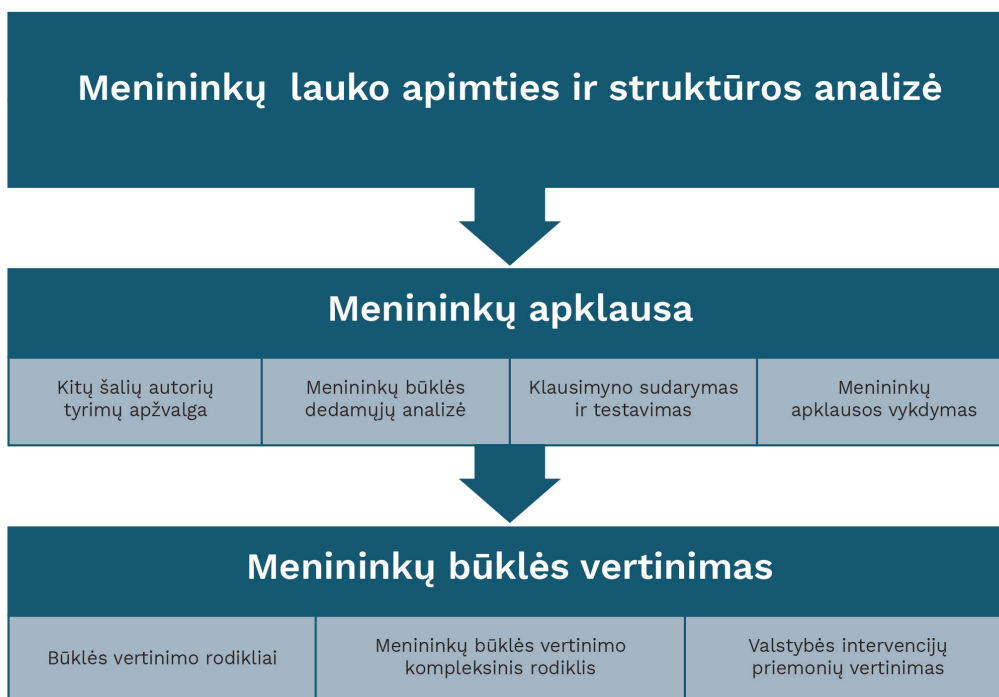 Menininkų lauko apimties ir struktūros analizė
Menininkų apklausa
Kitų šalių autorių
tyrimų apžvalga
Menininkų būklės
dedamųjų analizė
Klausimyno sudarymas
ir testavimas
Menininkų
apklausos vykdymas
Menininkų būklės vertinimas
Būklės vertinimo rodikliai
Menininkų būklės vertinimo
kompleksinis rodiklis
Valstybės intervencijų
priemonių vertinimas